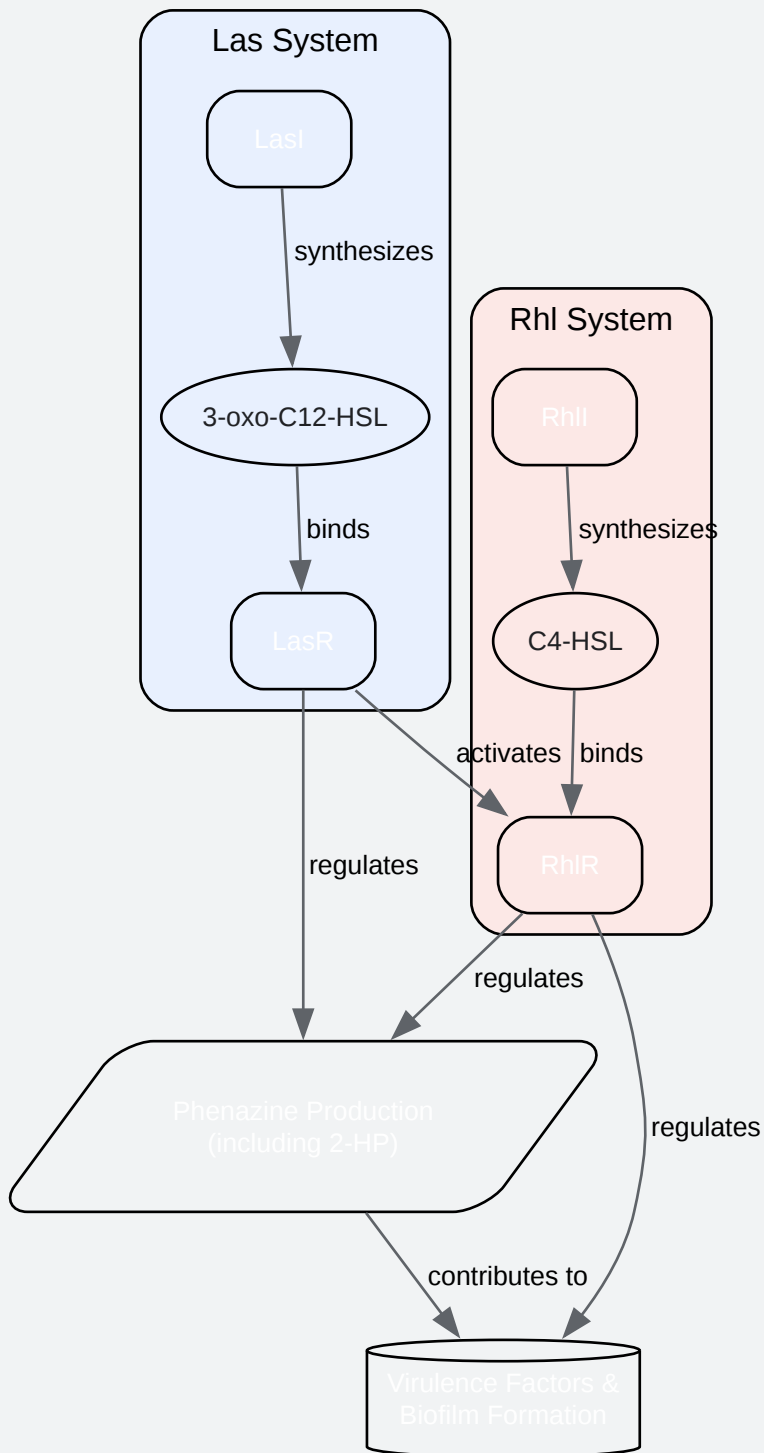 Las System
LasI
synthesizes
Rhl System
3-oxo-C12-HSL
RhlI
binds
synthesizes
LasR
C4-HSL
activates
binds
regulates
RhlR
regulates
Phenazine Production
(including 2-HP)
regulates
contributes to
Virulence Factors &
Biofilm Formation